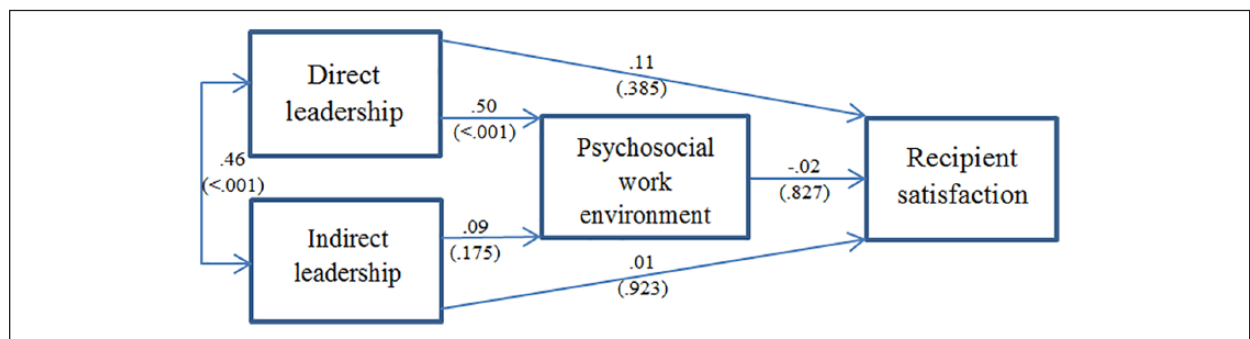 Direct
leadership
.11
(.385)
.50
(<.001)
Psychosocial
work
environment
Recipient
satisfaction
-.02
(.827)
.46
(<.001)
Indirect
leadership
.09
(.175)
.01
(.923)